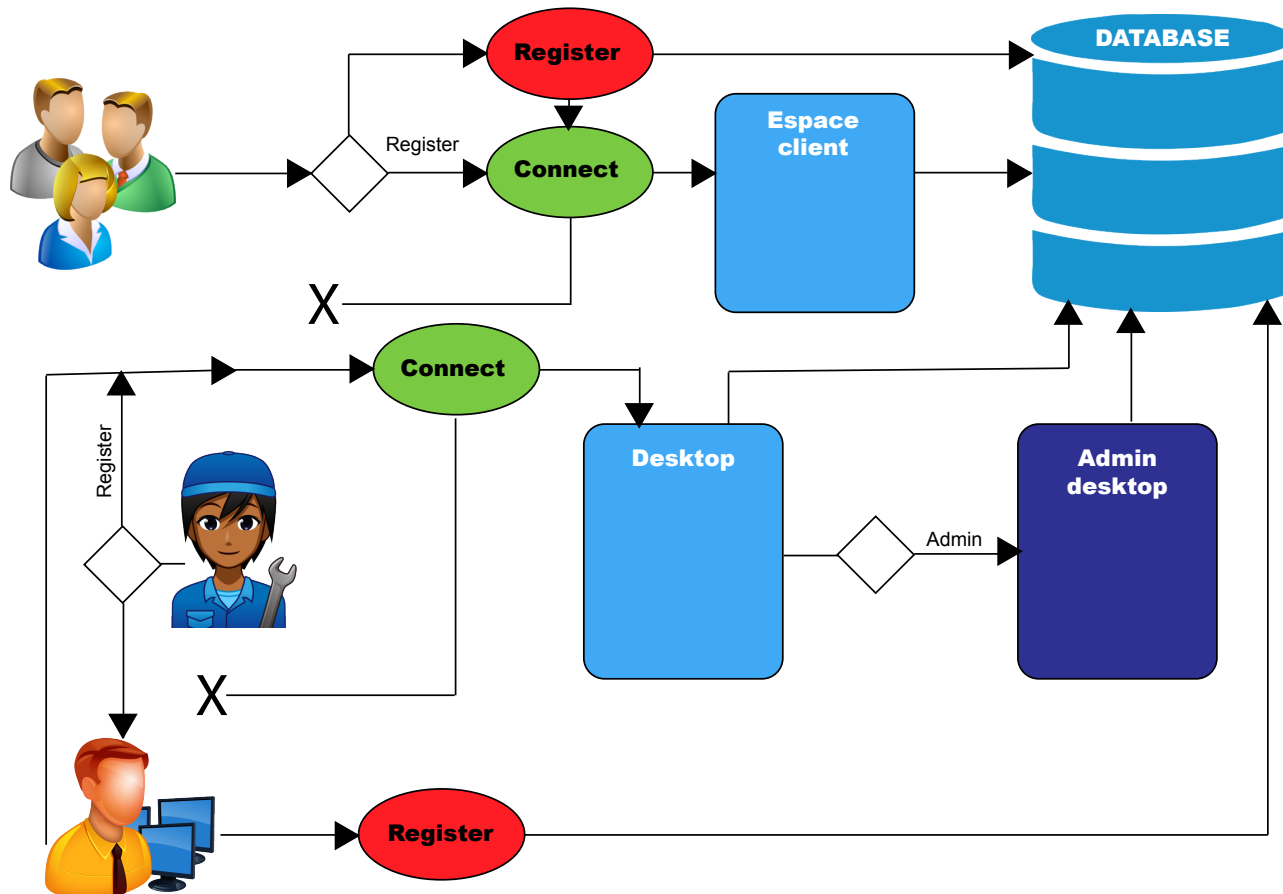 Register
DATABASE
Espace
client
Register
Connect
X
Connect
Register
Desktop
Admin
desktop
Admin
X
Register